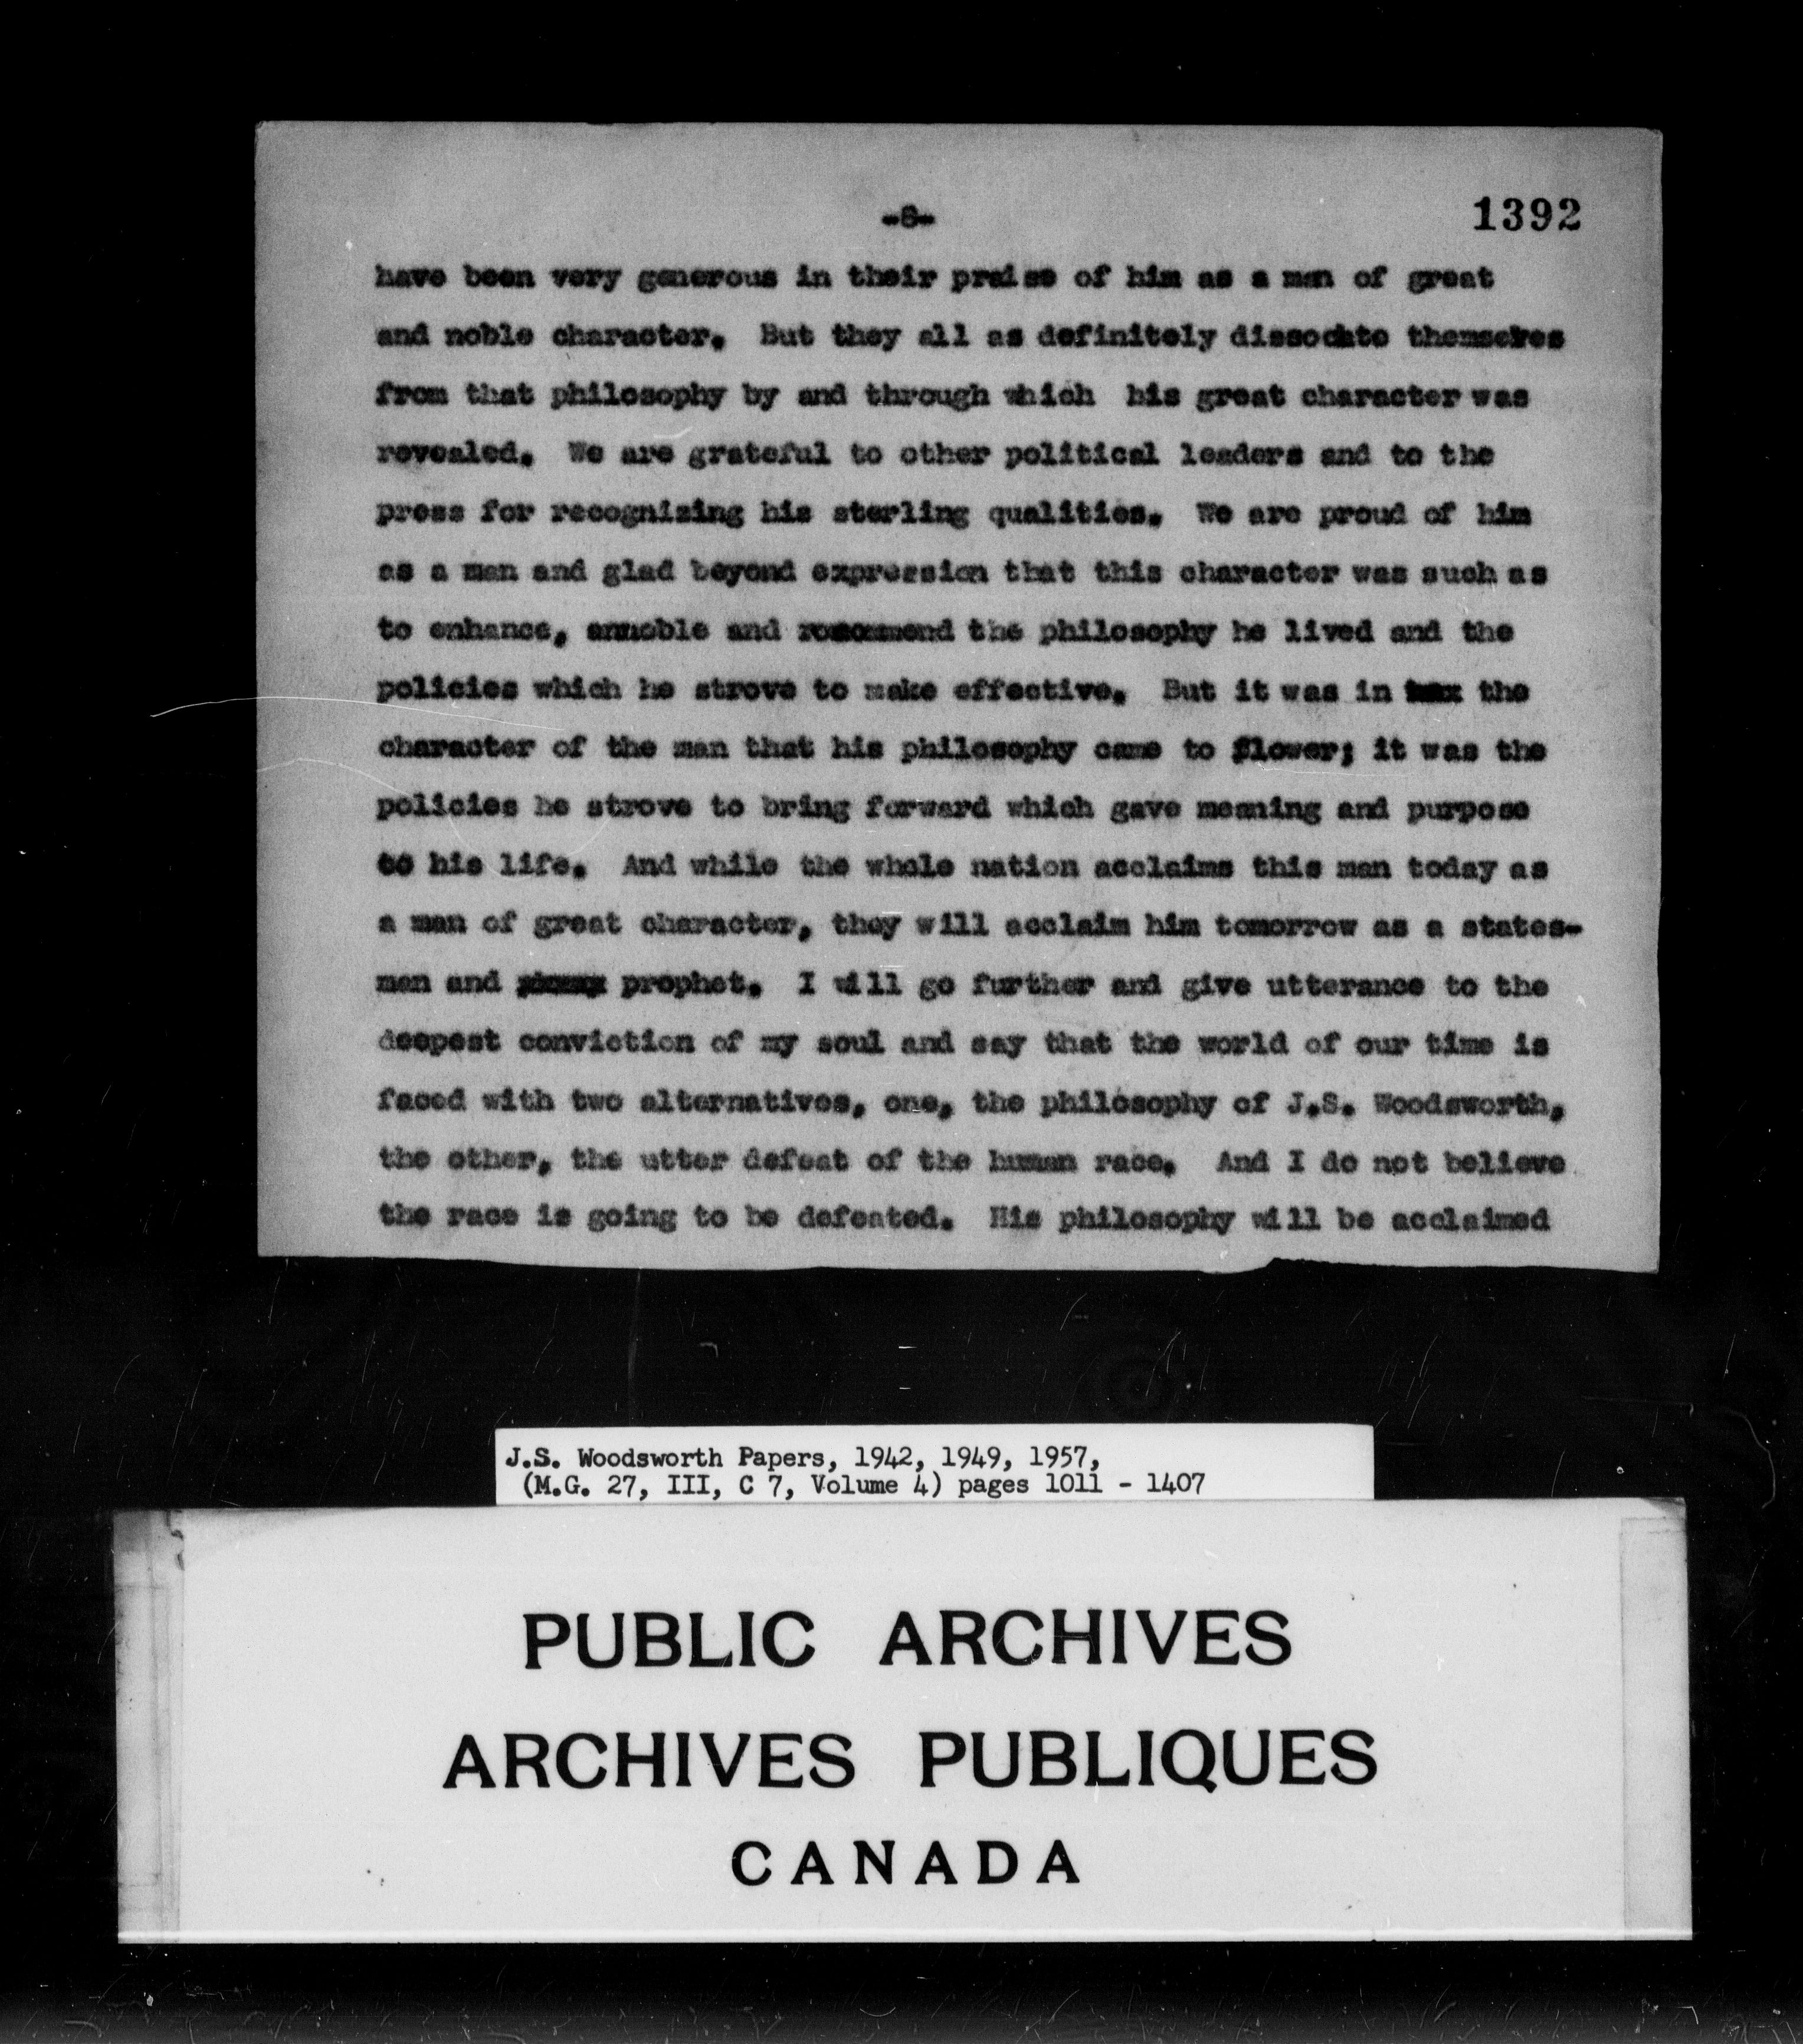 -8-
1392
have been very generous in their praise of him as a man of great
and noble character. But they all as definitely dissociate themselves
from that philosophy by and through which his great character was
revealed. We are grateful to other political leaders and to the
press for recognizing his sterling qualities. We are proud of him
as a man and glad beyond expression that this character was such as
to enhance, ennoble and recommend the philosophy he lived and the
policies which he strove to make effective. But it was in the
character of the man that his philosophy came to flower; it was the
policies he strove to bring forward which gave meaning and purpose
to his life. And while the whole nation acclaims this man today as
a man of great character, they will acclaim him tomorrow as a states-
man and prophet. I will go further and give utterance to the
deepest conviction of my soul and say that the world of our time is
faced with two alternatives, one, the philosophy of J.S. Woodsworth,
the other, the utter defeat of the human race. And I do not believe
the race is going to be defeated. His philosophy will be acclaimed
J.S. Woodsworth Papers, 1942, 1949, 1957,
(M.G. 27, III, C 7, Volume 4) pages 1011 - 1407
PUBLIC ARCHIVES
ARCHIVES PUBLIQUES
CANADA